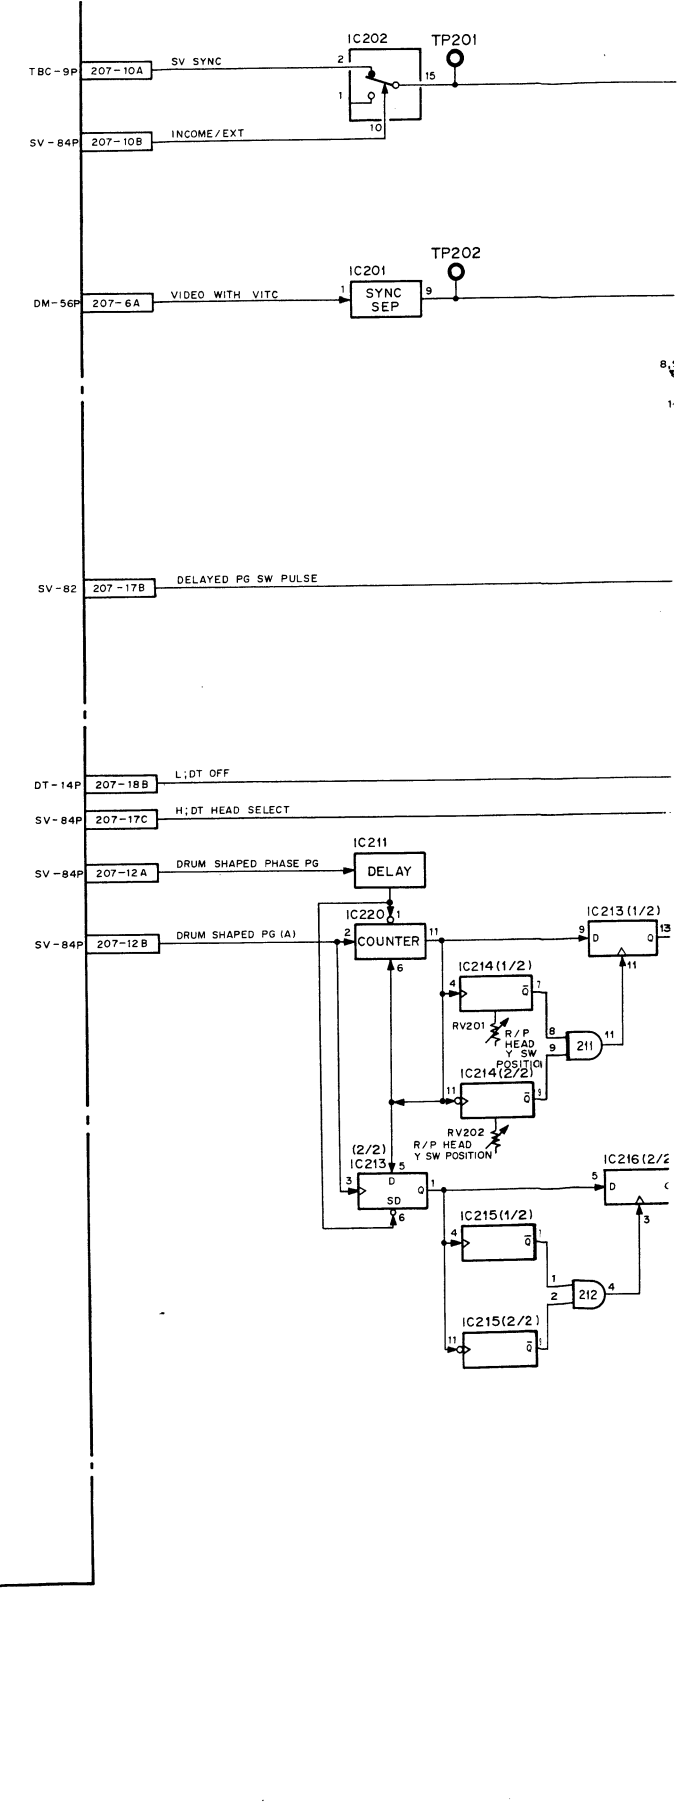 IC202
TP201
TBC-9P
207-10A
SV SYNC
2
15
1
10
SV-84P
207-10B
INCOME/EXT
TP202
IC201
DM-56P
207-6A
VIDEO WITH VITC
1
SYNC
SEP
9
8,
1
SV-82
207-17B
DELAYED PG SW PULSE
DT-14P
207-18B
L;DT OFF
SV-84P
207-17C
H;DT HEAD SELECT
IC211
SV-84P
207-12A
DRUM SHAPED PHASE PG
DELAY
IC220
1
SV-84P
207-12B
DRUM SHAPED PG (A)
2
COUNTER
11
6
IC213(1/2)
9
D
Q
13
11
IC214(1/2)
4
Q
7
RV201
R/P
HEAD
Y SW
POSITION
8
9
211
11
IC214(2/2)
11
Q
9
RV202
R/P HEAD
Y SW POSITION
(2/2)
IC213
5
3
D
Q
1
SD
6
IC216(2/2
5
D
3
IC215(1/2)
4
Q
1
2
212
4
IC215(2/2)
11
Q